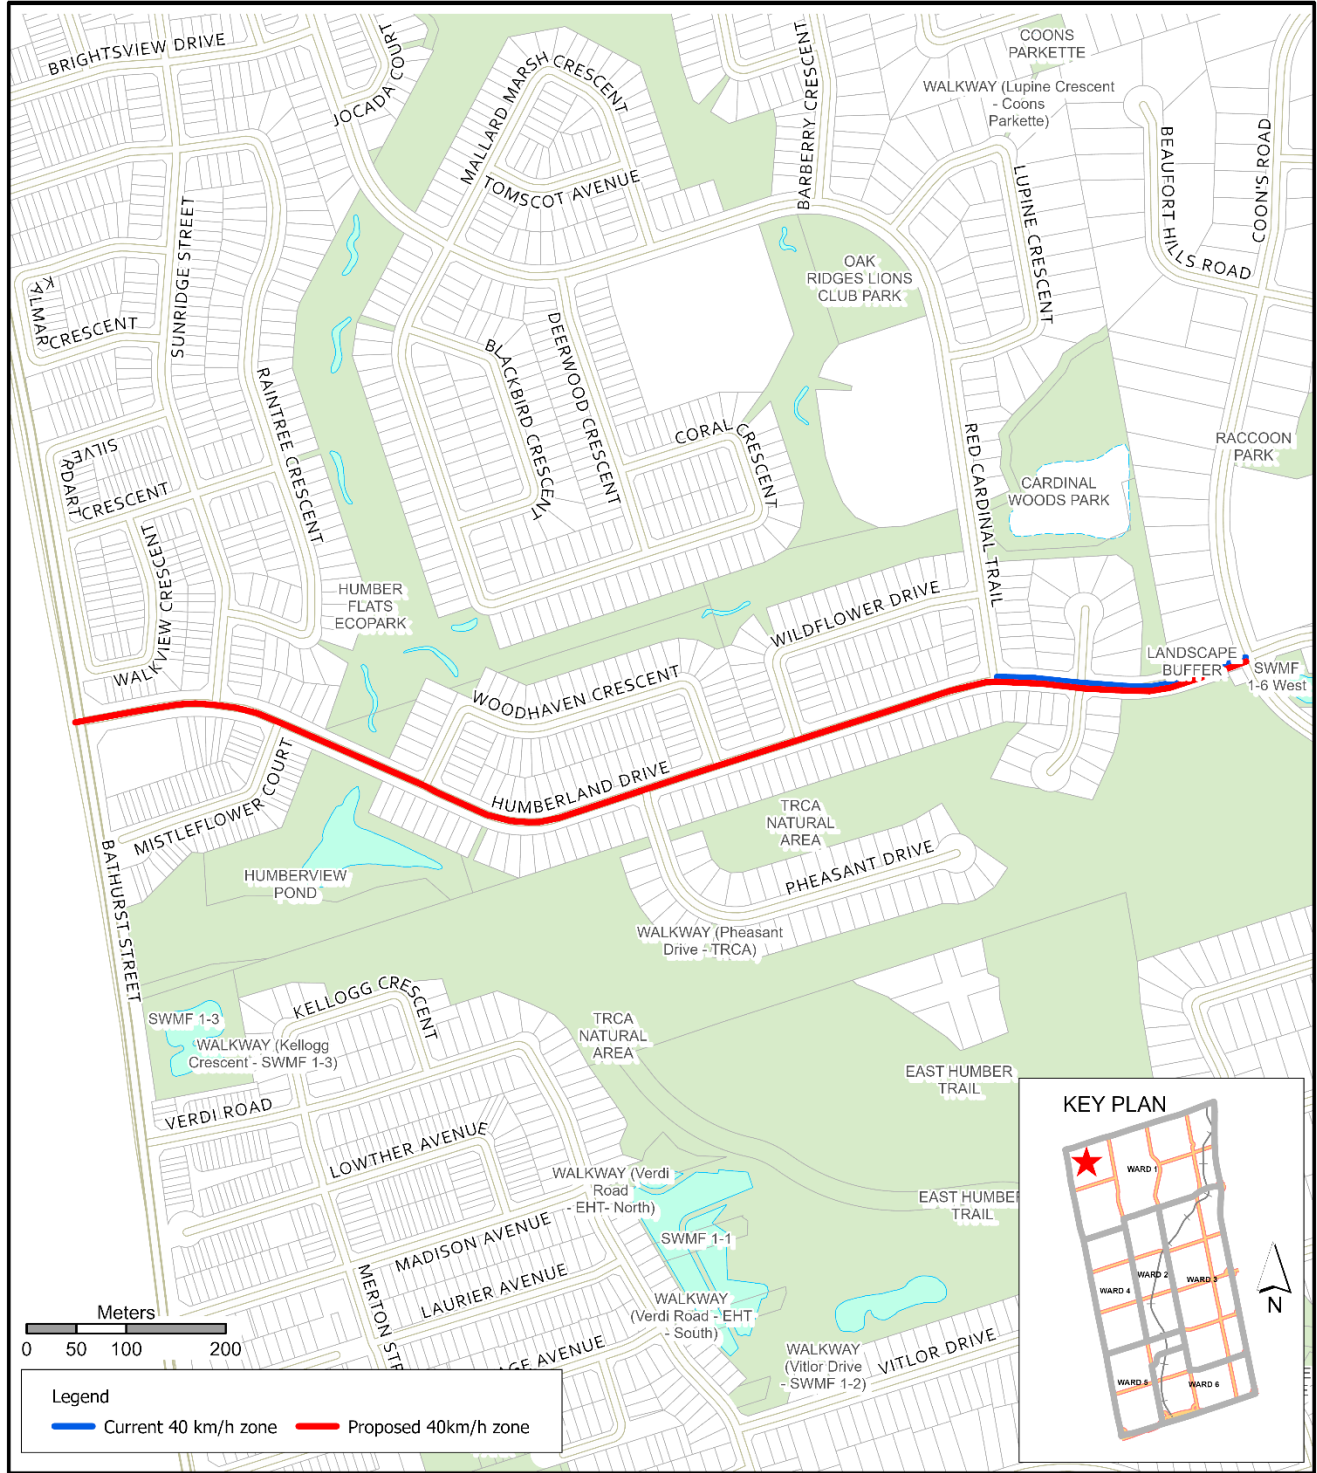 BRIGHTSVIEW DRIVE
JOCADA COURT
MALLARD MARSH CRESCENT
TOMSCOT AVENUE
BARBERRY CRESCENT
COONS
PARKETTE
WALKWAY (Lupine Crescent
- Coons
Parkette)
LUPINE CRESCENT
BEAUFORT HILLS ROAD
COON'S ROAD
SUNRIDGE STREET
KALMAR
CRESCENT
OAK
RIDGES LIONS
CLUB PARK
DEERWOOD CRESCENT
BLACKBIRD CRESCENT
RAINTREE CRESCENT
CORAL CRESCENT
RED CARDINAL TRAIL
RACCOON
PARK
SILVER
DART
CRESCENT
CARDINAL
WOODS PARK
WALKVIEW CRESCENT
HUMBER
FLATS
ECOPARK
WILDFLOWER DRIVE
WOODHAVEN CRESCENT
LANDSCAPE
BUFFER
SWMF
1-6 West
MISTLEFLOWER COURT
HUMBERLAND DRIVE
TRCA
NATURAL
AREA
PHEASANT DRIVE
BATHURST STREET
HUMBERVIEW
POND
WALKWAY (Pheasant
Drive - TRCA)
KELLOGG CRESCENT
SWMF 1-3
WALKWAY (Kellogg
Crescent - SWMF 1-3)
TRCA
NATURAL
AREA
EAST HUMBER
TRAIL
VERDI ROAD
LOWTHER AVENUE
WALKWAY (Verdi
Road
- EHT- North)
EAST HUMBER
TRAIL
MADISON AVENUE
SWMF 1-1
LAURIER AVENUE
MERTON STR
WALKWAY
(Verdi Road - EHT
- South)
GE AVENUE
WALKWAY
(Vitlor Drive
- SWMF 1-2)
VITLOR DRIVE
KEY PLAN
WARD 1
WARD 2
WARD 3
WARD 4
WARD 5
WARD 6
N
Meters
0 50 100 200
Legend
Current 40 km/h zone
Proposed 40km/h zone